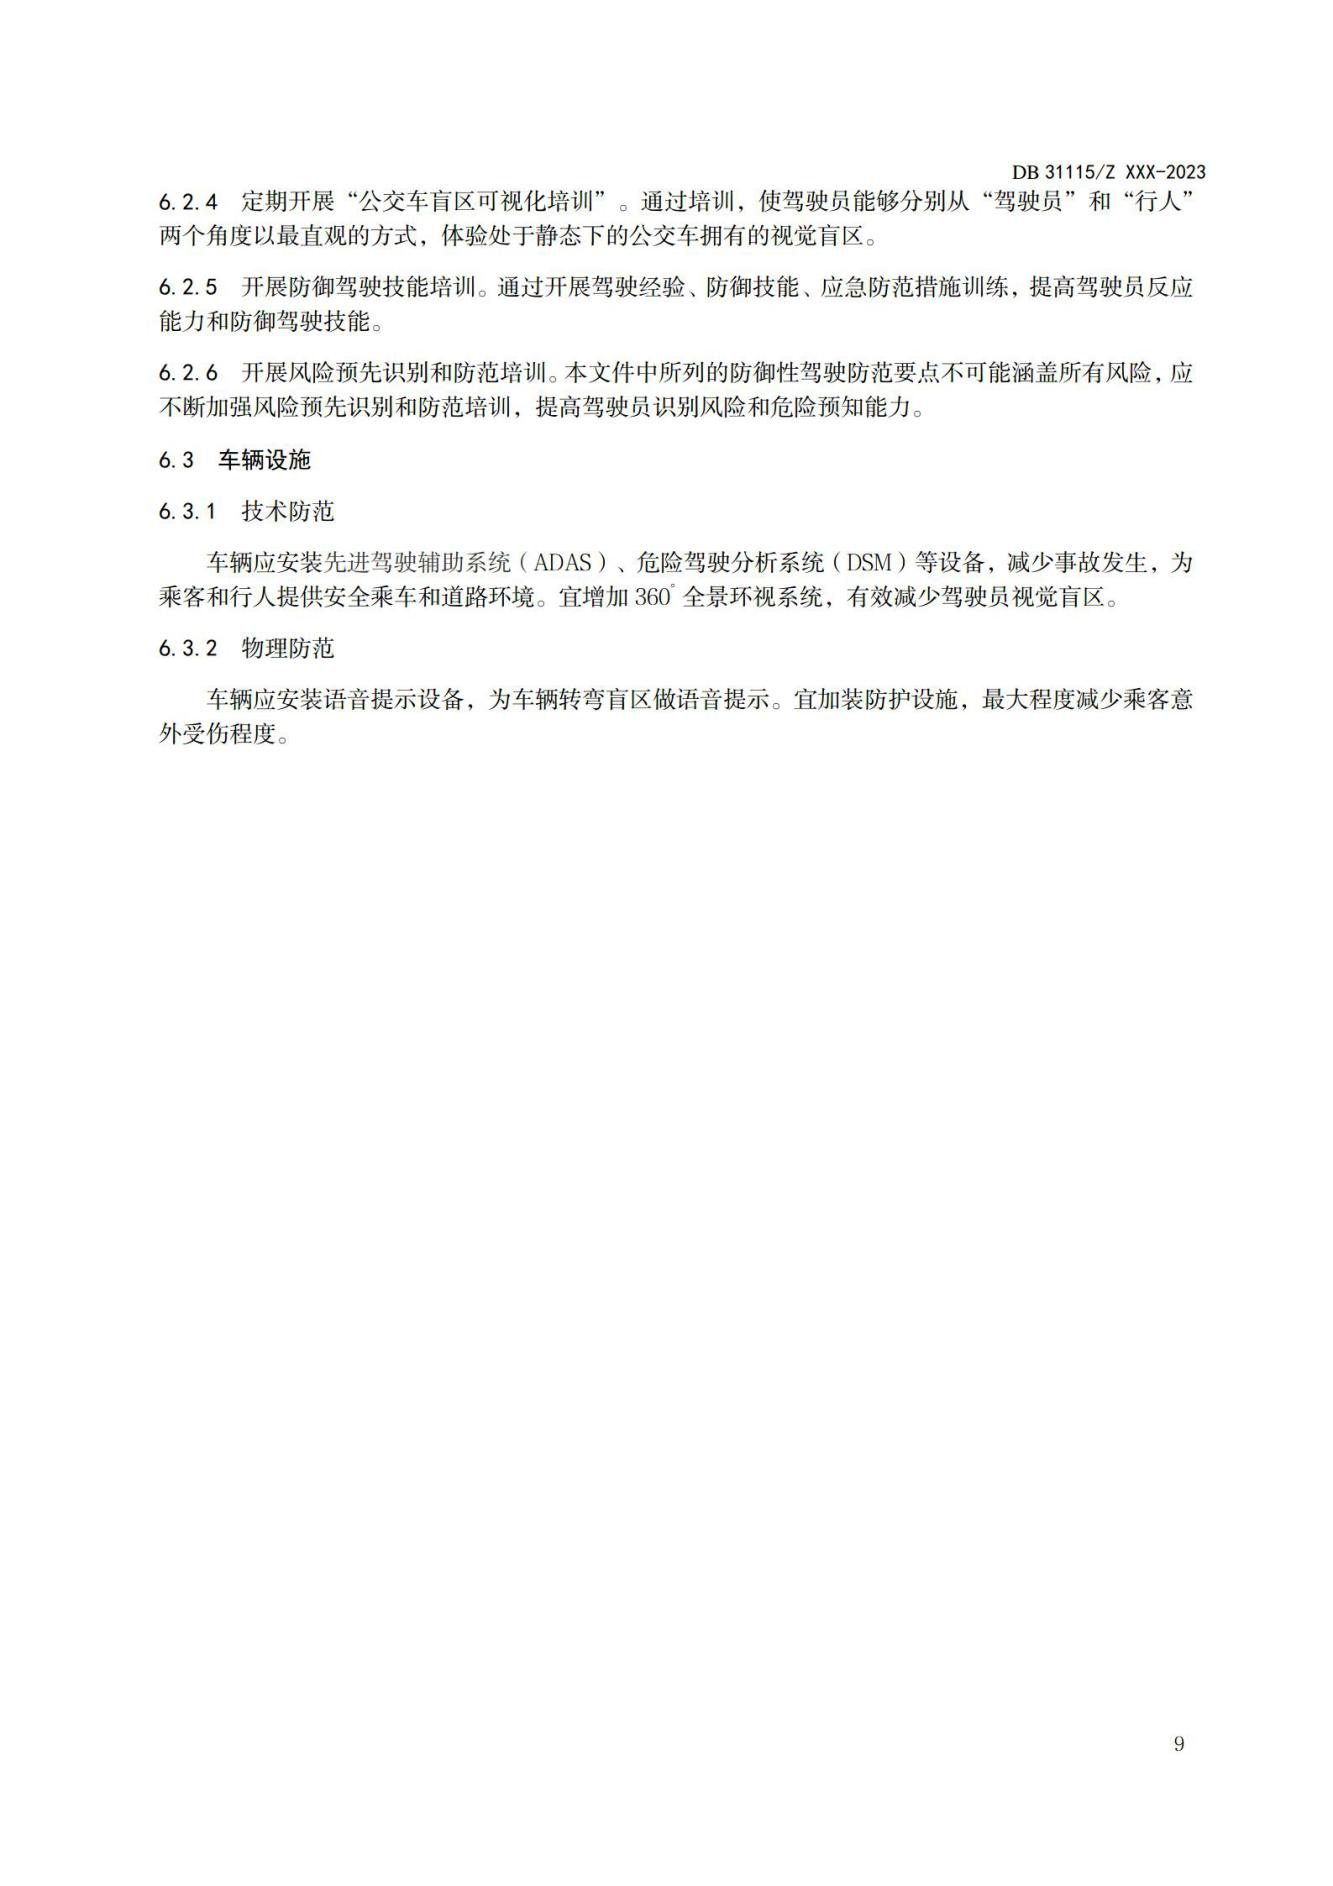 DB 31115/Z XXX-2023
6.2.4 定期开展“公交车盲区可视化培训”。通过培训，使驾驶员能够分别从“驾驶员”和“行人”
两个角度以最直观的方式，体验处于静态下的公交车拥有的视觉盲区。
6.2.5 开展防御驾驶技能培训。通过开展驾驶经验、防御技能、应急防范措施训练，提高驾驶员反应
能力和防御驾驶技能。
6.2.6 开展风险预先识别和防范培训。本文件中所列的防御性驾驶防范要点不可能涵盖所有风险，应
不断加强风险预先识别和防范培训，提高驾驶员识别风险和危险预知能力。
6.3 车辆设施
6.3.1 技术防范
车辆应安装先进驾驶辅助系统（ADAS）、危险驾驶分析系统（DSM）等设备，减少事故发生，为
乘客和行人提供安全乘车和道路环境。宜增加 360°全景环视系统，有效减少驾驶员视觉盲区。
6.3.2 物理防范
车辆应安装语音提示设备，为车辆转弯盲区做语音提示。宜加装防护设施，最大程度减少乘客意
外受伤程度。
9